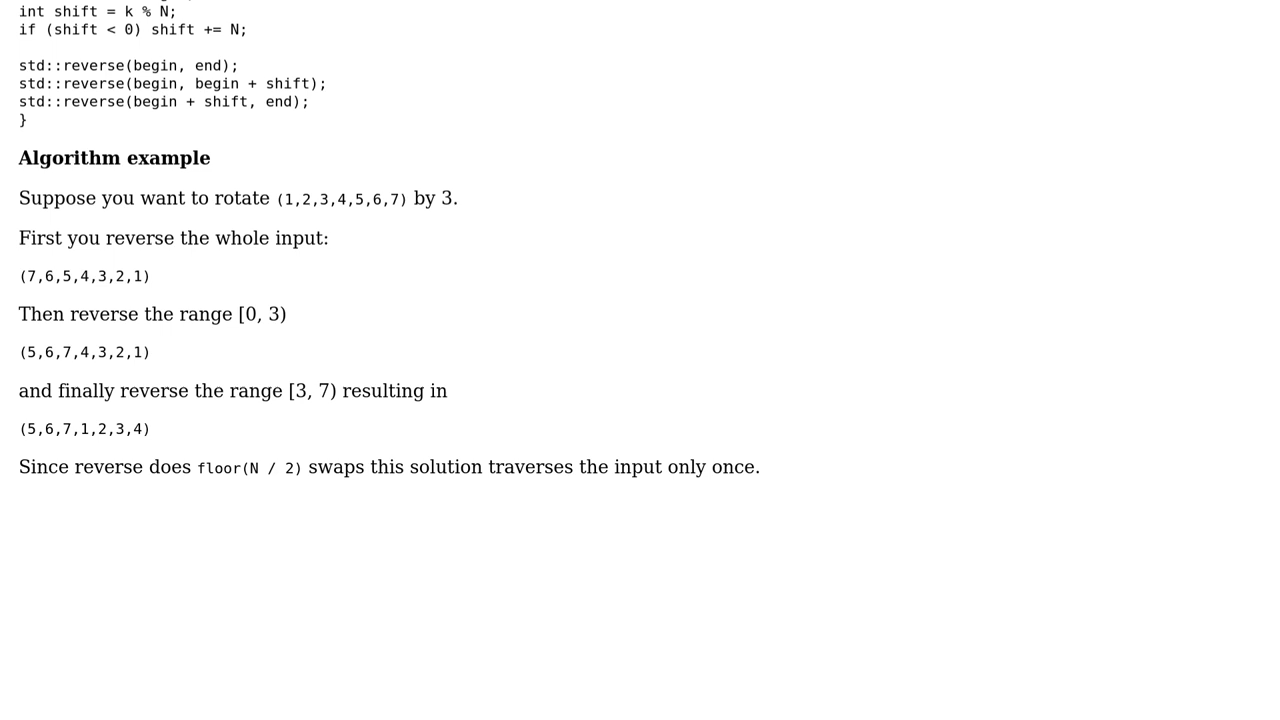 int shift = k % N;
if (shift < 0) shift += N;
std::reverse(begin, end);
std::reverse(begin, begin + shift);
std::reverse(begin + shift, end);
}
Algorithm example
Suppose you want to rotate (1,2,3,4,5,6,7) by 3.
First you reverse the whole input:
(7,6,5,4,3,2,1)
Then reverse the range [0, 3)
(5,6,7,4,3,2,1)
and finally reverse the range [3, 7) resulting in
(5,6,7,1,2,3,4)
Since reverse does floor(N / 2) swaps this solution traverses the input only once.